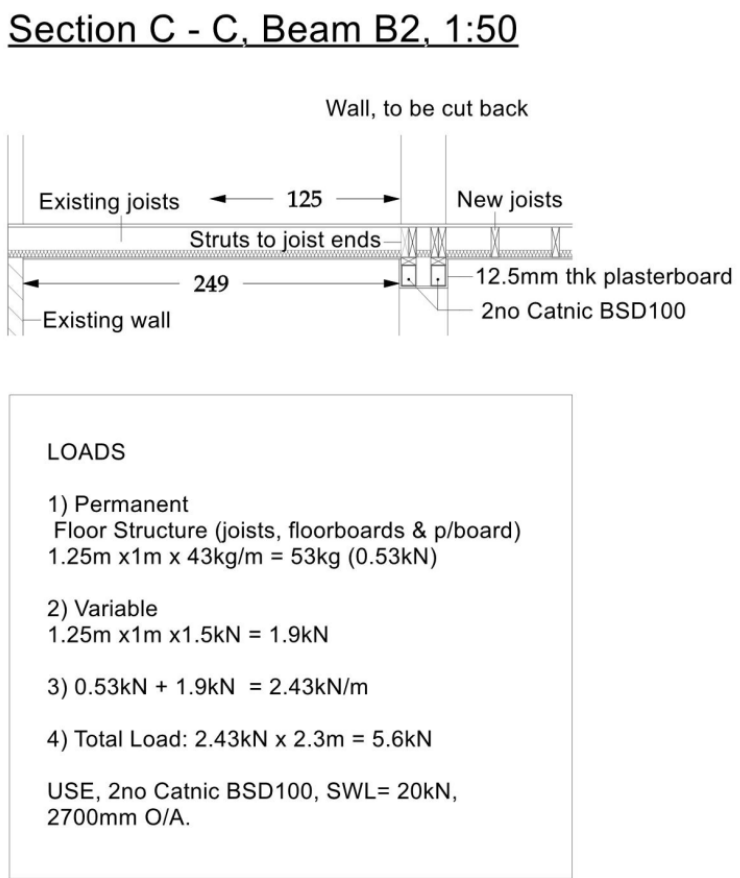 Section C - C, Beam B2, 1:50
Wall, to be cut back
Existing joists
125
New joists
Struts to joist ends
249
12.5mm thk plasterboard
2no Catnic BSD100
Existing wall
LOADS
1) Permanent
Floor Structure (joists, floorboards & p/board)
1.25m x1m x 43kg/m = 53kg (0.53kN)
2) Variable
1.25m x1m x1.5kN = 1.9kN
3) 0.53kN + 1.9kN = 2.43kN/m
4) Total Load: 2.43kN x 2.3m = 5.6kN
USE, 2no Catnic BSD100, SWL= 20kN,
2700mm O/A.